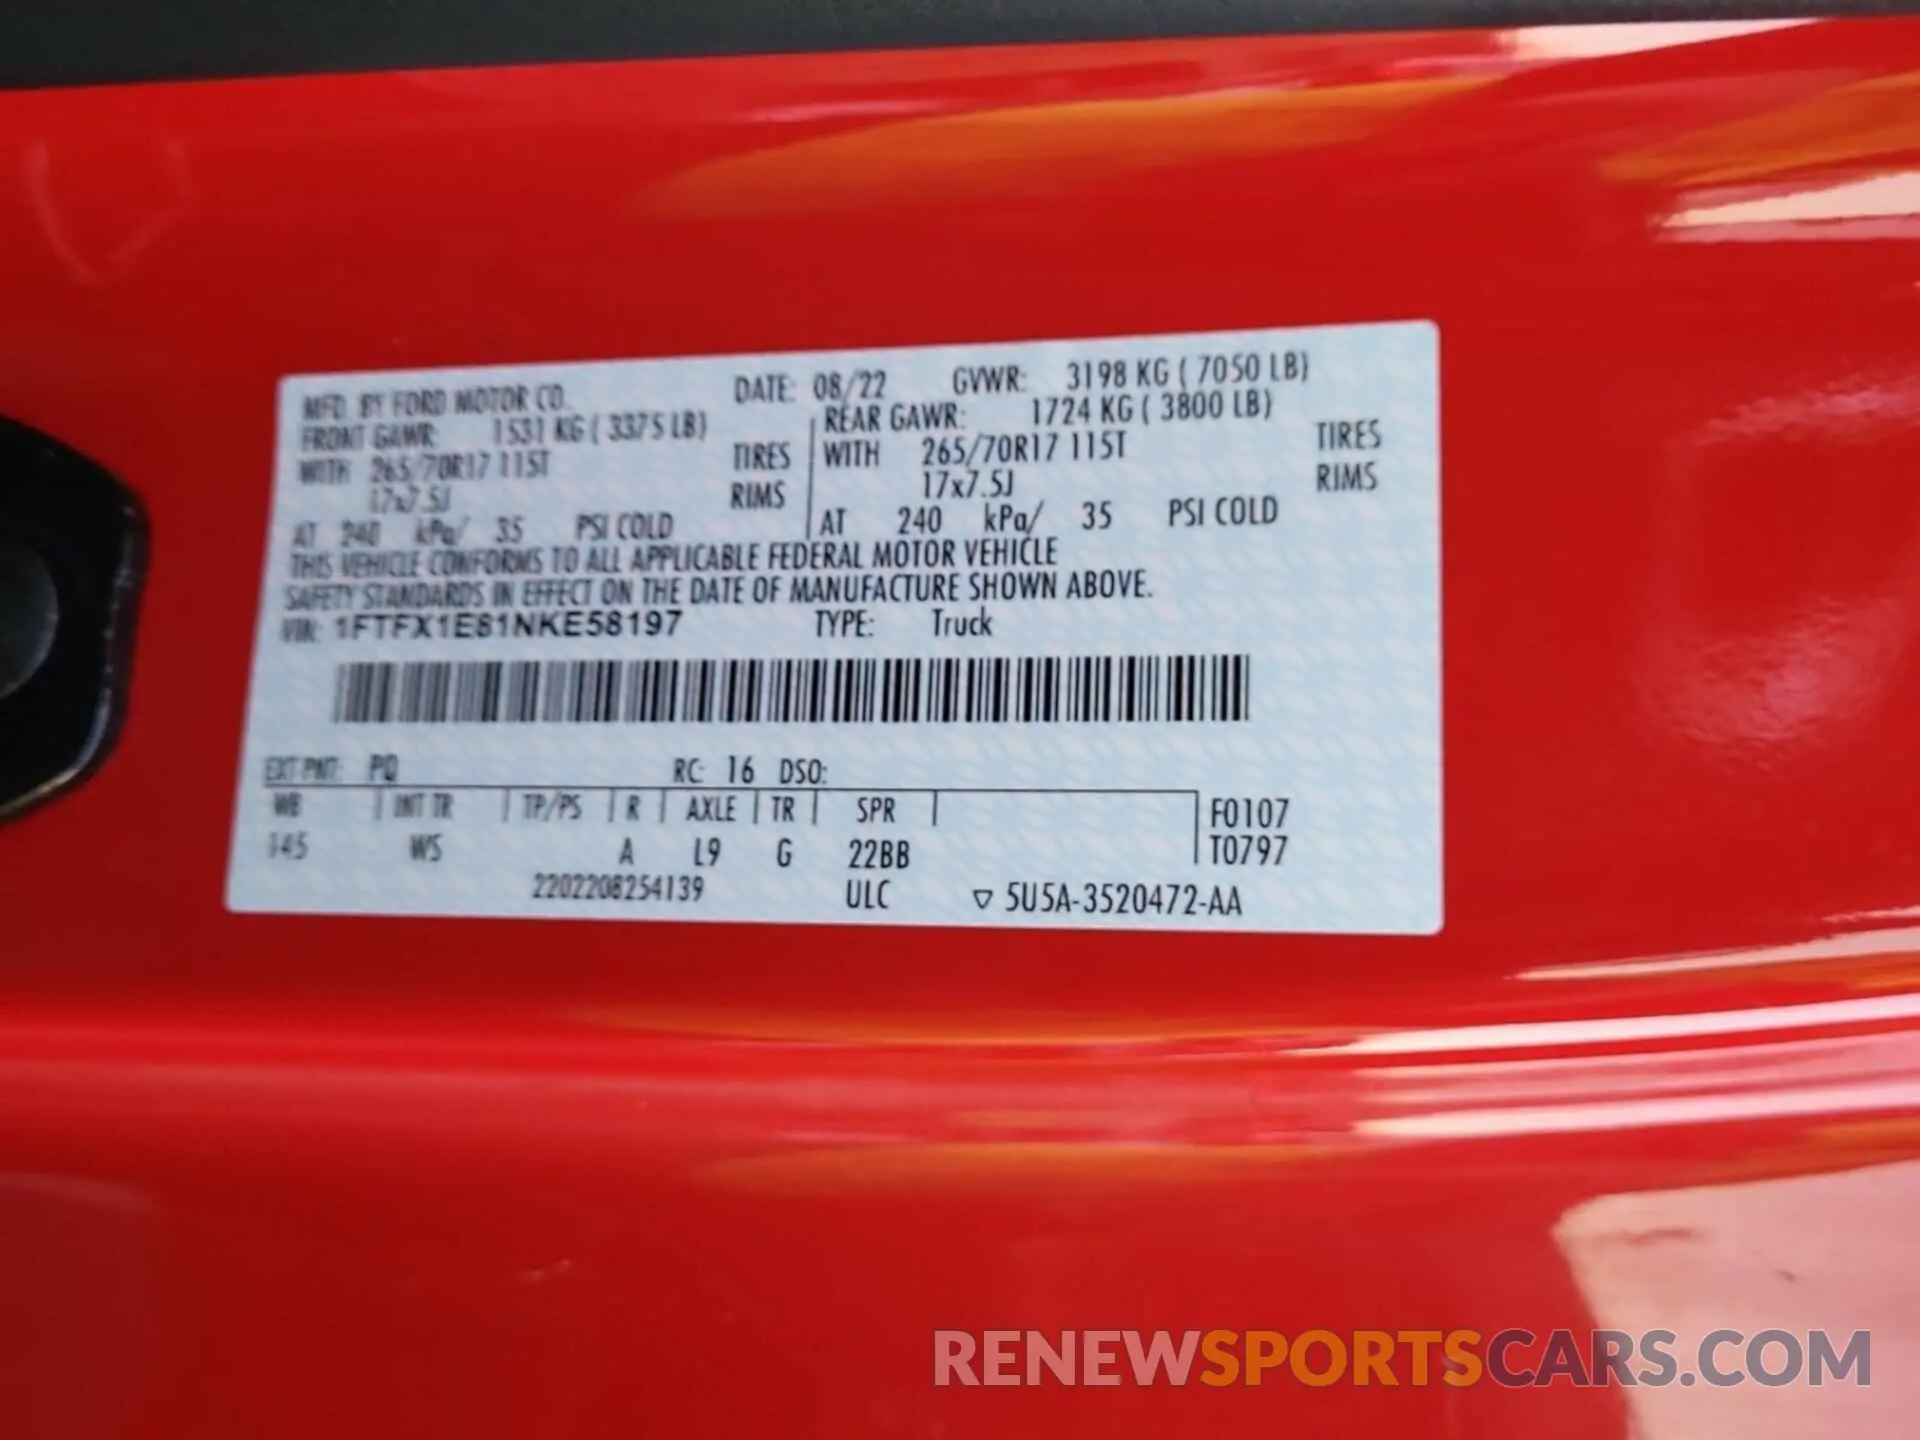 MFD. BY FORD MOTOR CO. DATE: 08/22 GVWR: 3198 KG ( 7050 LB)
FRONT GAWR: 1531 KG ( 3375 LB) REAR GAWR: 1724 KG ( 3800 LB)
WITH 265/70R17 115T TIRES WITH 265/70R17 115T TIRES
17x7.5J RIMS 17x7.5J RIMS
AT 240 kPa/ 35 PSI COLD AT 240 kPa/ 35 PSI COLD
THIS VEHICLE CONFORMS TO ALL APPLICABLE FEDERAL MOTOR VEHICLE
SAFETY STANDARDS IN EFFECT ON THE DATE OF MANUFACTURE SHOWN ABOVE.
VIN: 1FTFX1E81NKE58197 TYPE: Truck
EXT PNT: PQ RC: 16 DSO:
WB INT TR TP/PS R AXLE TR SPR F0107
145 WS A L9 G 22BB T0797
2202208254139 ULC ▽ 5U5A-3520472-AA
RENEWSPORTSCARS.COM